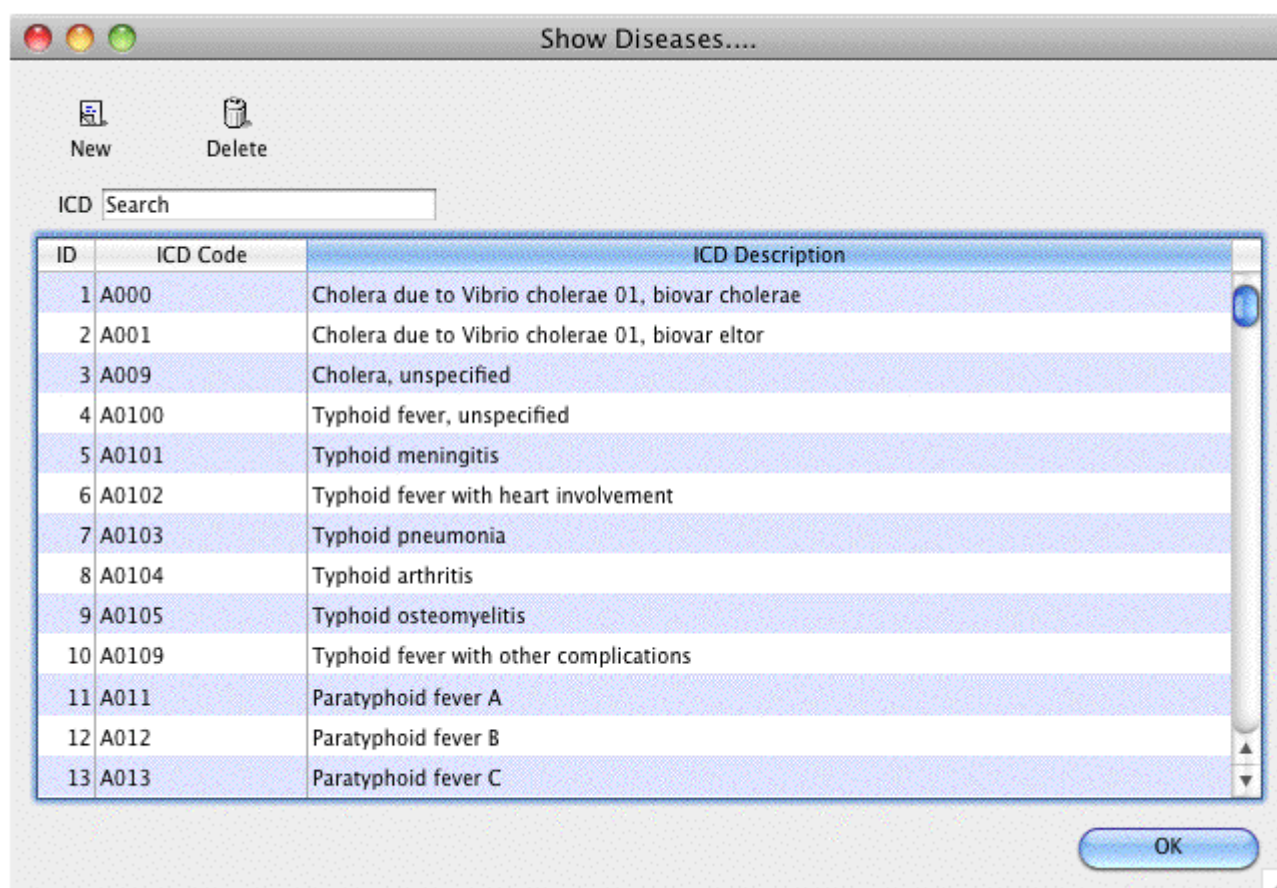 Show Diseases....
New Delete
ICD Search
ID ICD Code ICD Description
1 A000 Cholera due to Vibrio cholerae 01, biovar cholerae
2 A001 Cholera due to Vibrio cholerae 01, biovar eltor
3 A009 Cholera, unspecified
4 A0100 Typhoid fever, unspecified
5 A0101 Typhoid meningitis
6 A0102 Typhoid fever with heart involvement
7 A0103 Typhoid pneumonia
8 A0104 Typhoid arthritis
9 A0105 Typhoid osteomyelitis
10 A0109 Typhoid fever with other complications
11 A011 Paratyphoid fever A
12 A012 Paratyphoid fever B
13 A013 Paratyphoid fever C
OK